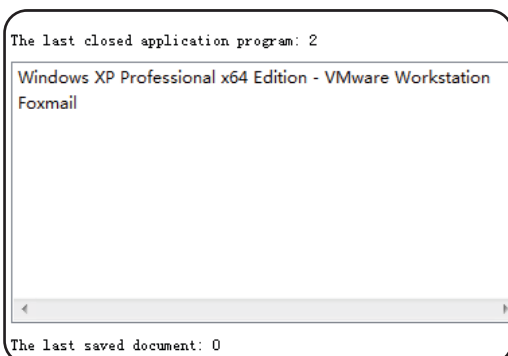 The last closed application program: 2
Windows XP Professional x64 Edition - VMware Workstation
Foxmail
The last saved document: 0